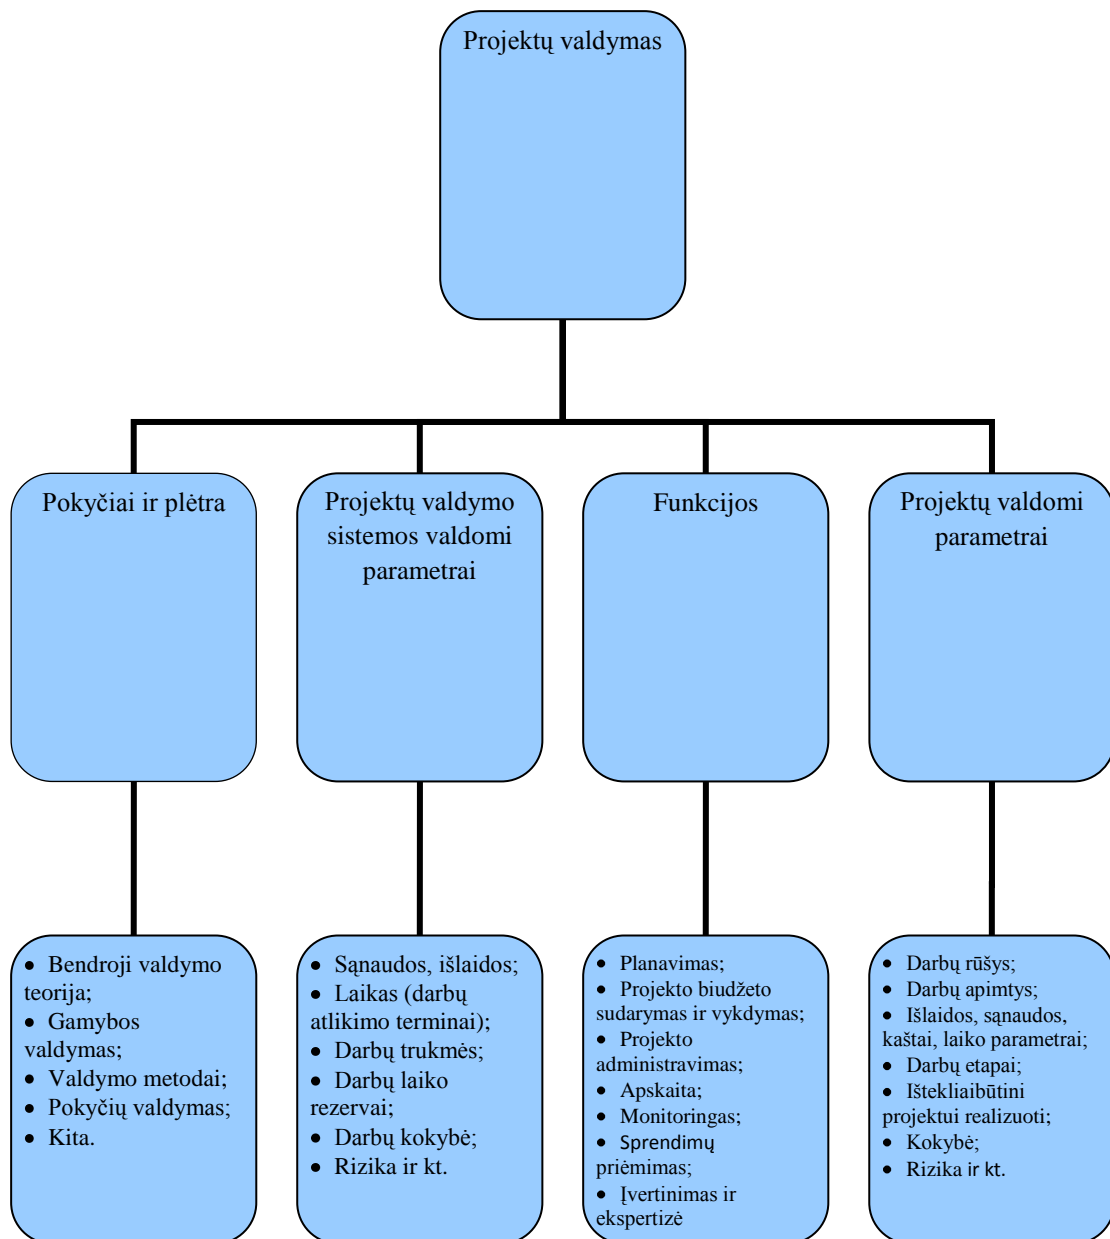 Projektų valdymas
Pokyčiai ir plėtra
Projektų valdymo
sistemos valdomi
parametrai
Funkcijos
Projektų valdomi
parametrai
• Bendroji valdymo
teorija;
• Gamybos
valdymas;
• Valdymo metodai;
• Pokyčių valdymas;
• Kita.
• Sąnaudos, išlaidos;
• Laikas (darbų
atlikimo terminai);
• Darbų trukmės;
• Darbų laiko
rezervai;
• Darbų kokybė;
• Rizika ir kt.
• Planavimas;
• Projekto biudžeto
sudarymas ir vykdymas;
• Projekto
administravimas;
• Apskaita;
• Monitoringas;
• Sprendimų
priėmimas;
• Įvertinimas ir
ekspertizė
• Darbų rūšys;
• Darbų apimtys;
• Išlaidos, sąnaudos,
kaštai, laiko parametrai;
• Darbų etapai;
• Ištekliaibūtini
projektui realizuoti;
• Kokybė;
• Rizika ir kt.